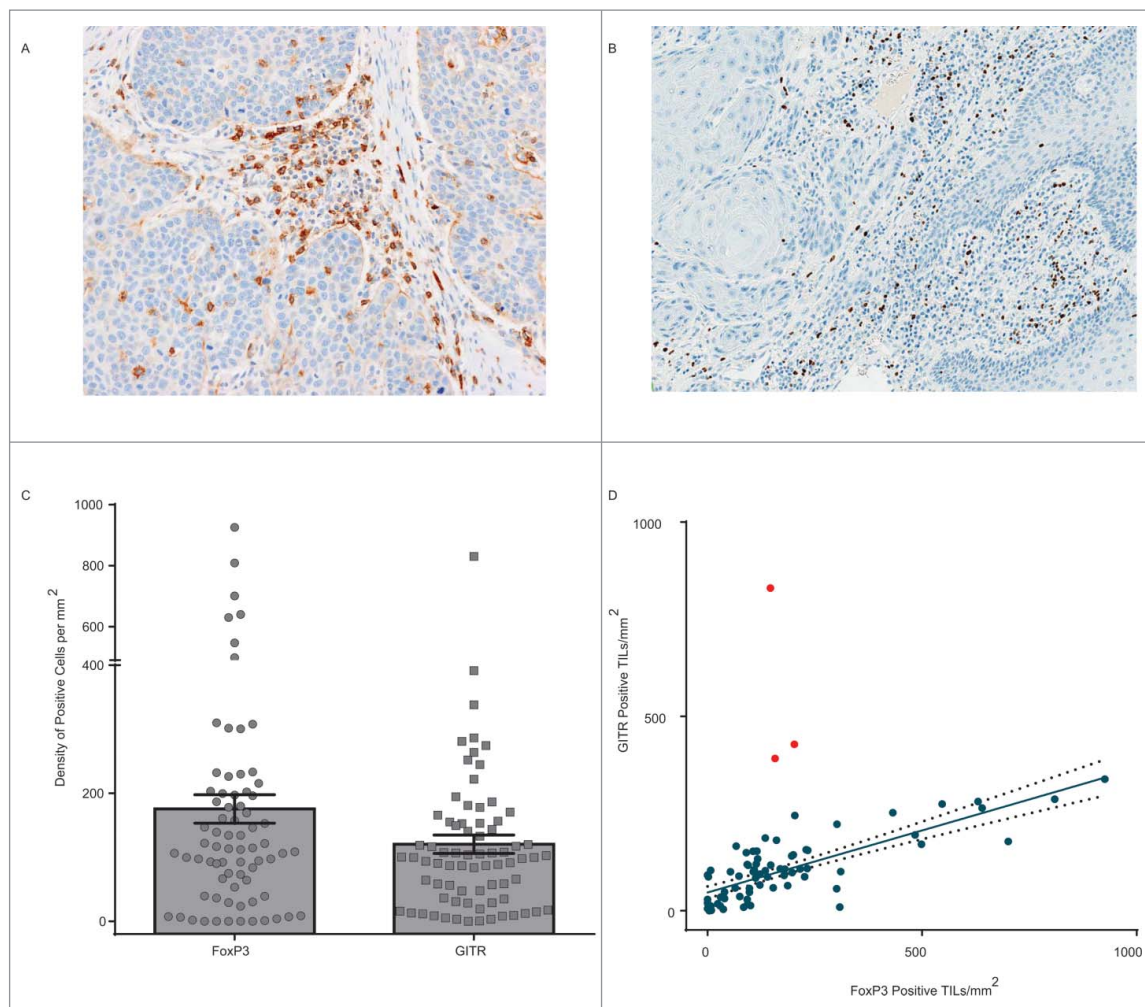 A
B
C
Density of Positive Cells per mm²
1000
800
600
400
200
0
FoxP3
GITR
D
GITR Positive TILs/mm²
1000
500
0
0
500
1000
FoxP3 Positive TILs/mm²